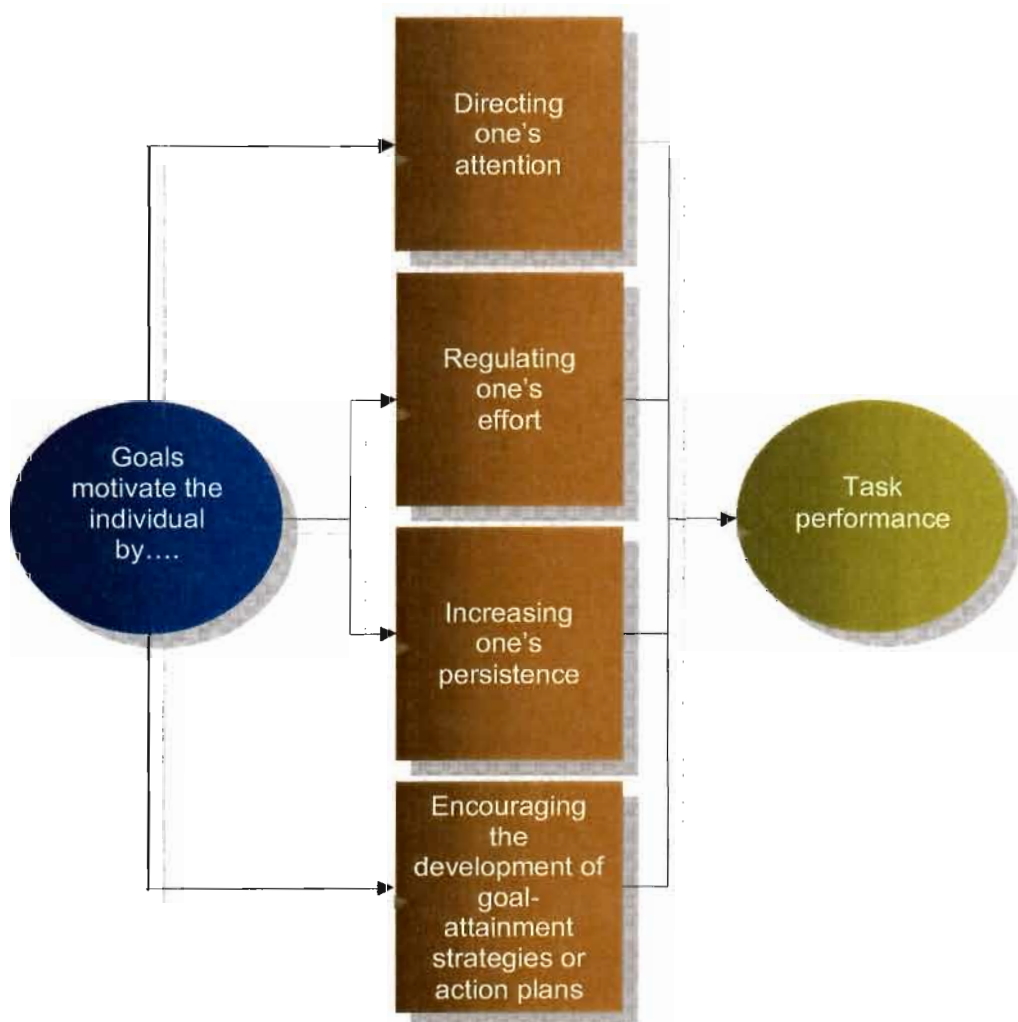 Directing
one's
attention
Regulating
one's
effort
Goals
motivate the
individual
by....
Task
performance
Increasing
one's
persistence
Encouraging
the
development of
goal-
attainment
strategies or
action plans